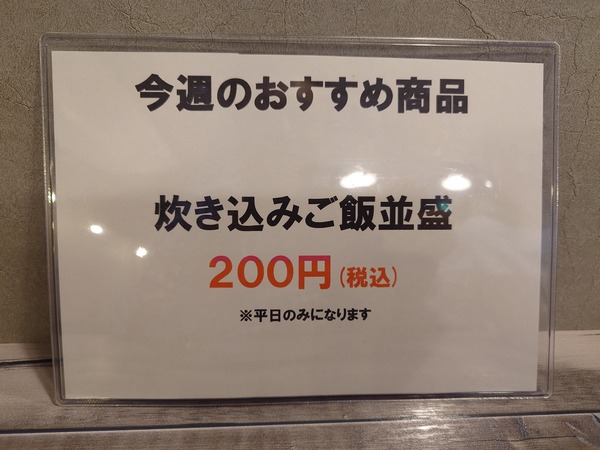 今週のおすすめ商品
炊き込みご飯並盛
200円(税込)
※平日のみになります